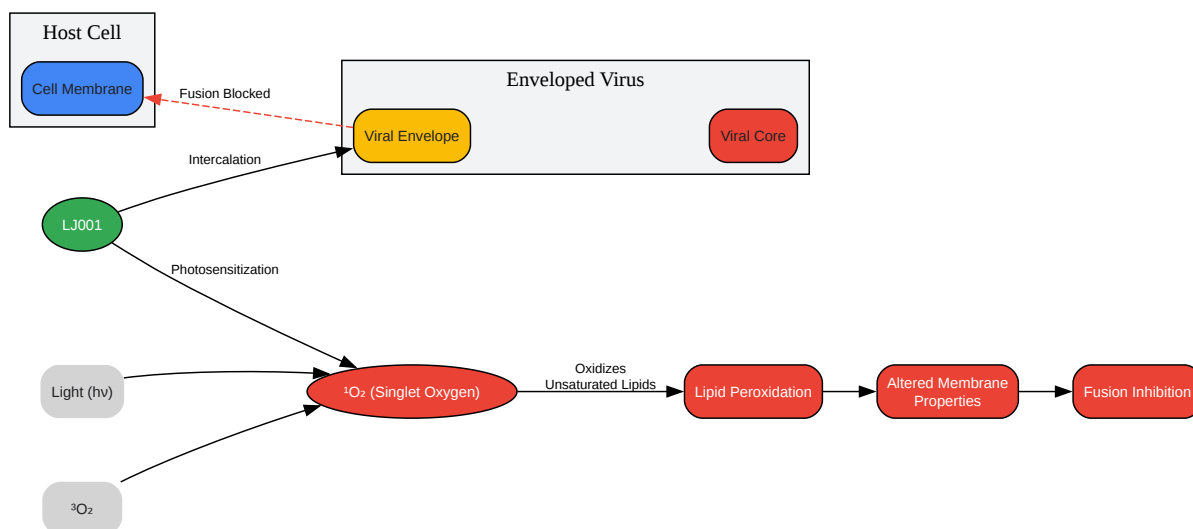 Host Cell
Cell Membrane
Fusion Blocked
Enveloped Virus
Viral Envelope
Viral Core
Intercalation
LJ001
Photosensitization
Light (hν)
¹O₂ (Singlet Oxygen)
Oxidizes
Unsaturated Lipids
Lipid Peroxidation
Altered Membrane
Properties
Fusion Inhibition
³O₂